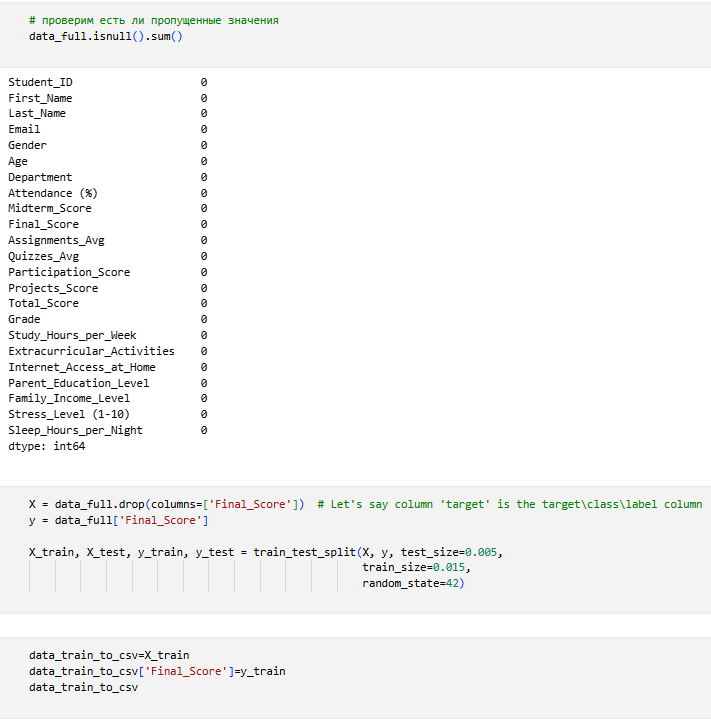 # проверим есть ли пропущенные значения
data_full.isnull().sum()
Student_ID 0
First_Name 0
Last_Name 0
Email 0
Gender 0
Age 0
Department 0
Attendance (%) 0
Midterm_Score 0
Final_Score 0
Assignments_Avg 0
Quizzes_Avg 0
Participation_Score 0
Projects_Score 0
Total_Score 0
Grade 0
Study_Hours_per_Week 0
Extracurricular_Activities 0
Internet_Access_at_Home 0
Parent_Education_Level 0
Family_Income_Level 0
Stress_Level (1-10) 0
Sleep_Hours_per_Night 0
dtype: int64
X = data_full.drop(columns=['Final_Score']) # Let's say column 'target' is the target\class\label column
y = data_full['Final_Score']
X_train, X_test, y_train, y_test = train_test_split(X, y, test_size=0.005,
train_size=0.015,
random_state=42)
data_train_to_csv=X_train
data_train_to_csv['Final_Score']=y_train
data_train_to_csv